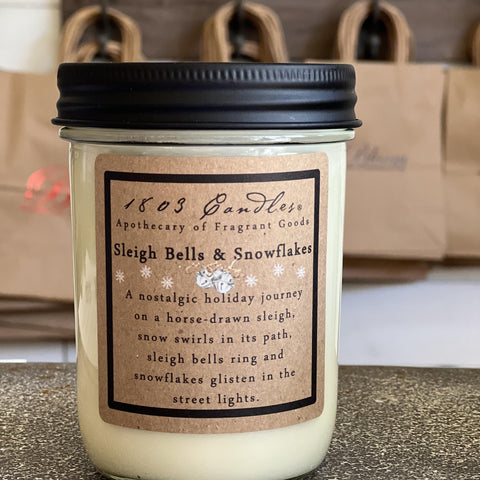 1803 Candles®
Apothecary of Fragrant Goods
Sleigh Bells & Snowflakes
A nostalgic holiday journey
on a horse-drawn sleigh,
snow swirls in its path,
sleigh bells ring and
snowflakes glisten in the
street lights.